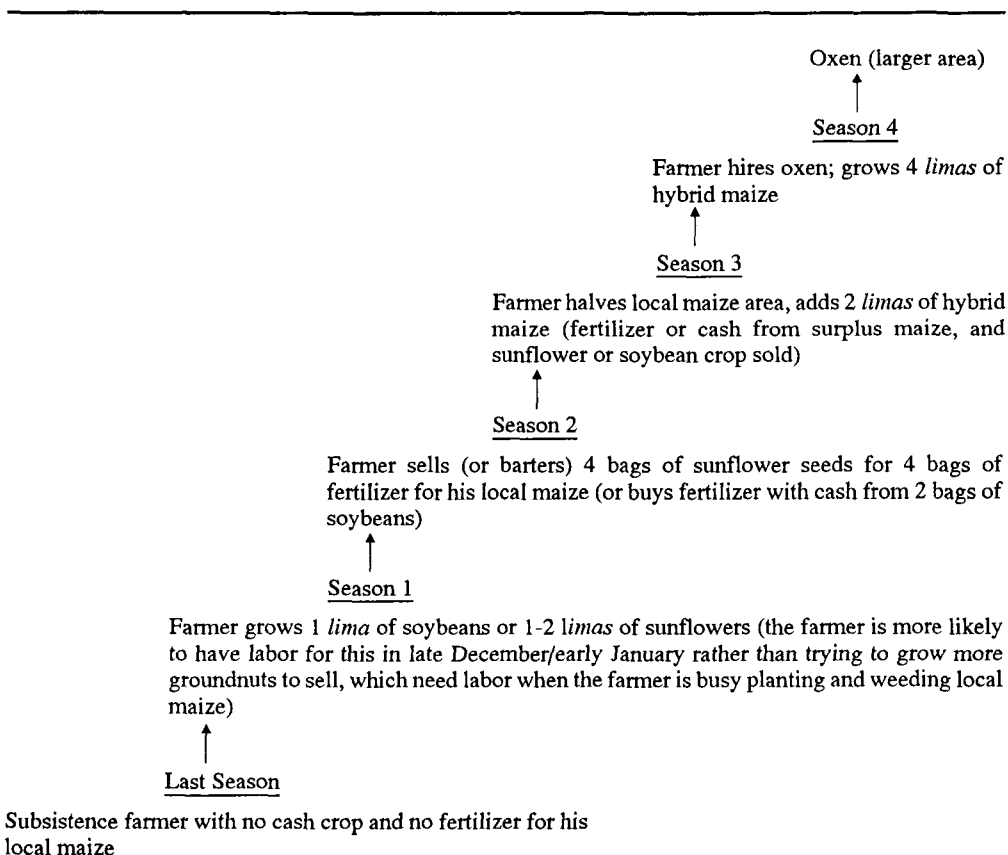 Oxen (larger area)
Season 4
Farmer hires oxen; grows 4 limas of
hybrid maize
Season 3
Farmer halves local maize area, adds 2 limas of hybrid
maize (fertilizer or cash from surplus maize, and
sunflower or soybean crop sold)
Season 2
Farmer sells (or barters) 4 bags of sunflower seeds for 4 bags of
fertilizer for his local maize (or buys fertilizer with cash from 2 bags of
soybeans)
Season 1
Farmer grows 1 lima of soybeans or 1-2 limas of sunflowers (the farmer is more likely
to have labor for this in late December/early January rather than trying to grow more
groundnuts to sell, which need labor when the farmer is busy planting and weeding local
maize)
Last Season
Subsistence farmer with no cash crop and no fertilizer for his
local maize